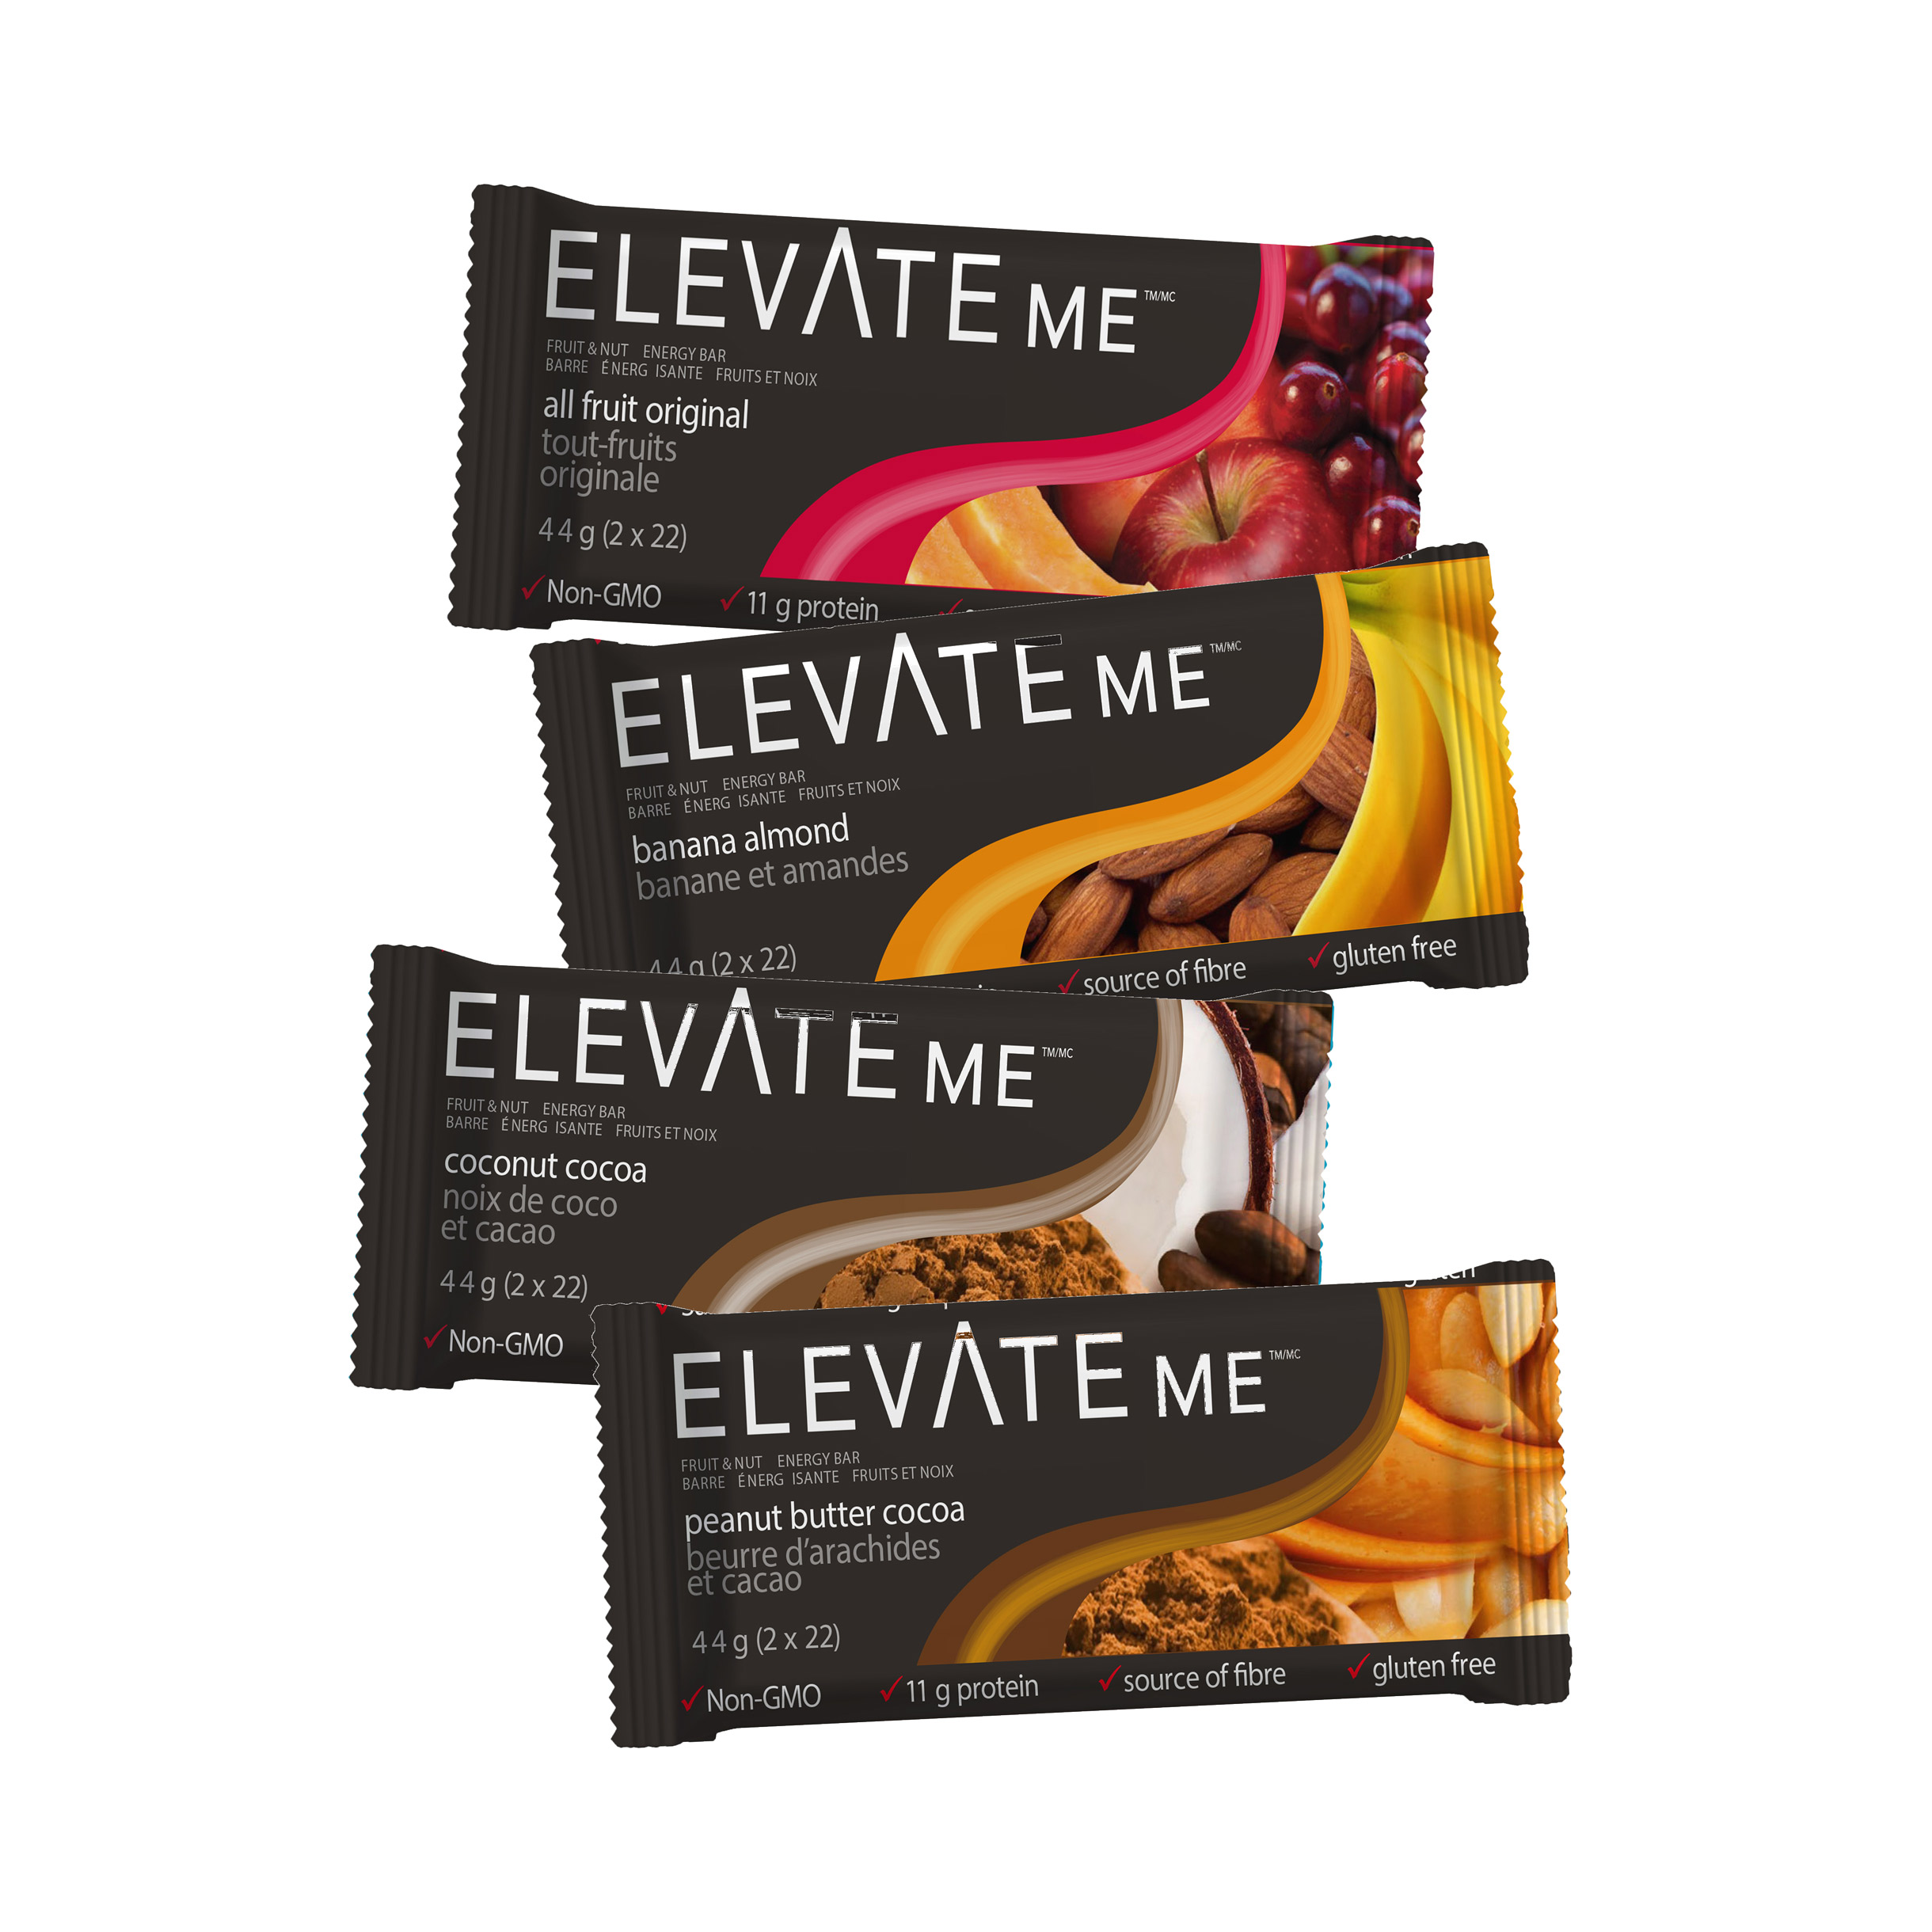 ELEVATE ME TM/MC
FRUIT & NUT ENERGY BAR
BARRE ÉNERG ISANTE FRUITS ET NOIX
all fruit original
tout-fruits
originale
44 g (2 x 22)
✓ Non-GMO ✓ 11 g protein ✓
ELEVATE ME TM/MC
FRUIT & NUT ENERGY BAR
BARRE ÉNERG ISANTE FRUITS ET NOIX
banana almond
banane et amandes
44 g (2 x 22)
✓ source of fibre ✓ gluten free
ELEVATE ME TM/MC
FRUIT & NUT ENERGY BAR
BARRE ÉNERG ISANTE FRUITS ET NOIX
coconut cocoa
noix de coco
et cacao
44 g (2 x 22)
✓ Non-GMO
ELEVATE ME TM/MC
FRUIT & NUT ENERGY BAR
BARRE ÉNERG ISANTE FRUITS ET NOIX
peanut butter cocoa
beurre d'arachides
et cacao
44 g (2 x 22)
✓ Non-GMO ✓ 11 g protein ✓ source of fibre ✓ gluten free